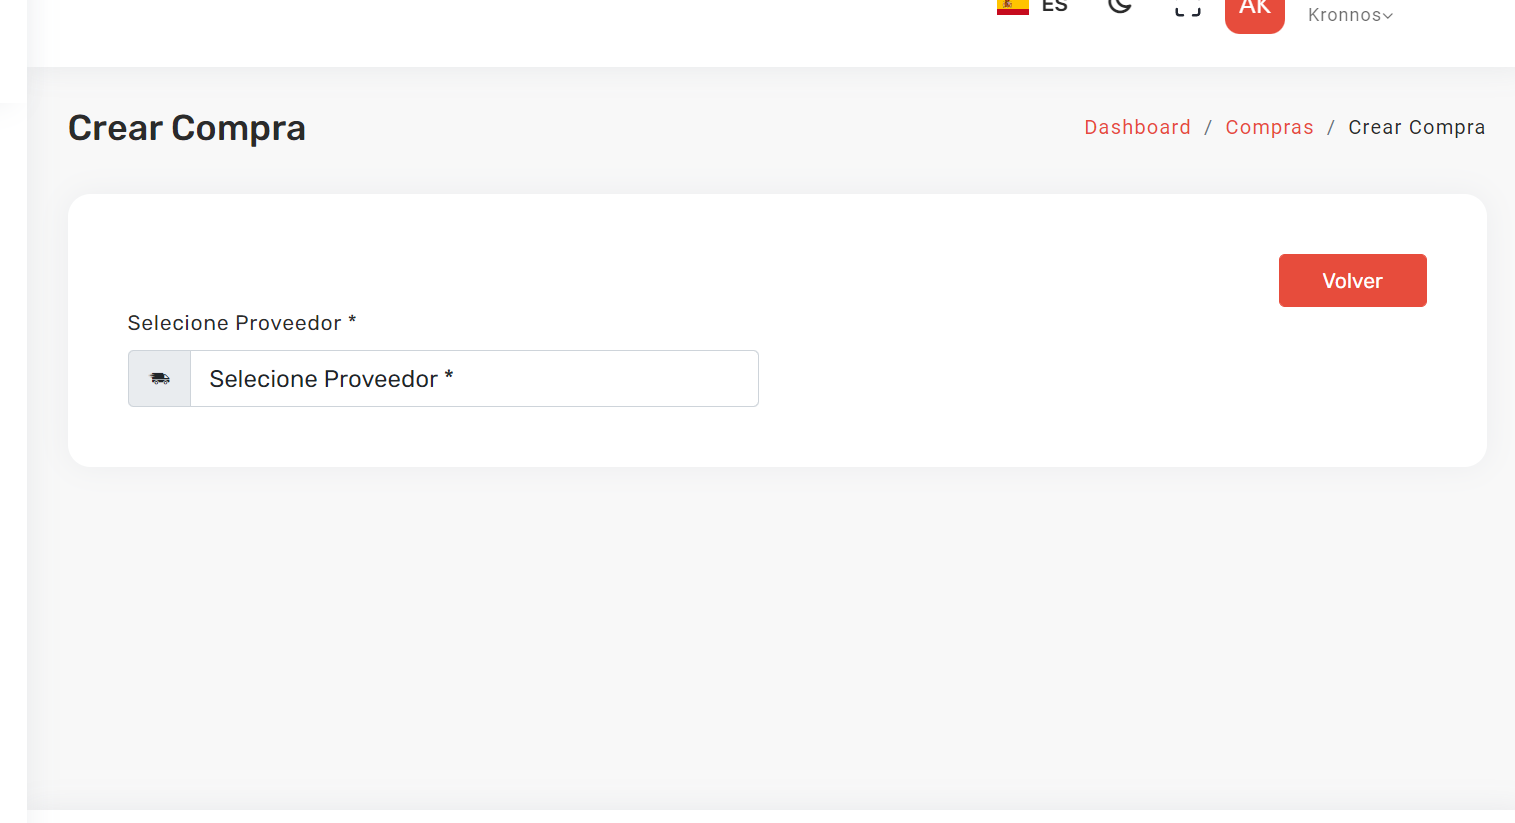 ES
AK
Kronnos
Crear Compra
Dashboard / Compras / Crear Compra
Volver
Selecione Proveedor *
Selecione Proveedor *